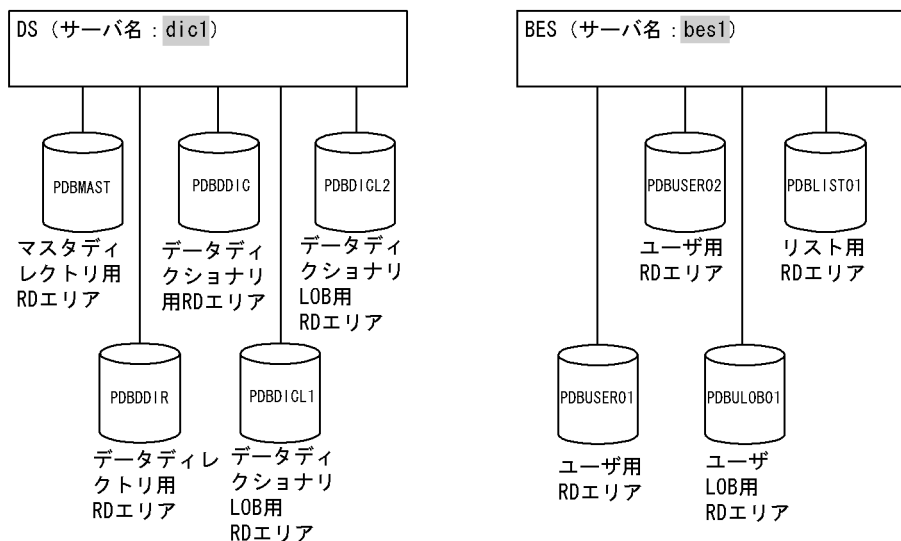 DS（サーバ名：dic1）
PDBMAST
マスタディ
レクトリ用
RDエリア
PDBDDIC
データディ
クショナリ
用RDエリア
PDBDICL2
データディ
クショナリ
LOB用
RDエリア
PDBDDIR
データディレ
クトリ用
RDエリア
PDBDICL1
データディ
クショナリ
LOB用
RDエリア
BES（サーバ名：bes1）
PDBUSER02
ユーザ用
RDエリア
PDBLIST01
リスト用
RDエリア
PDBUSER01
ユーザ用
RDエリア
PDBULOB01
ユーザ
LOB用
RDエリア